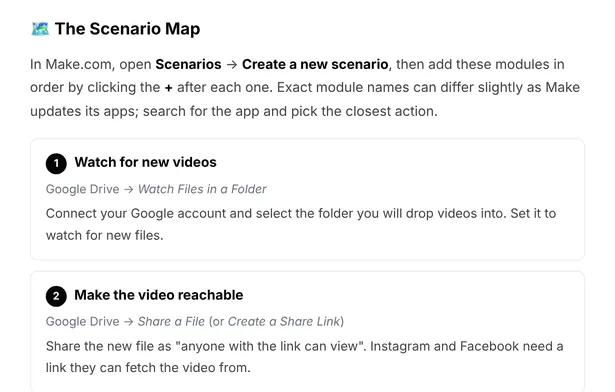 🗺️ The Scenario Map
In Make.com, open Scenarios → Create a new scenario, then add these modules in
order by clicking the + after each one. Exact module names can differ slightly as Make
updates its apps; search for the app and pick the closest action.
1 Watch for new videos
Google Drive → Watch Files in a Folder
Connect your Google account and select the folder you will drop videos into. Set it to
watch for new files.
2 Make the video reachable
Google Drive → Share a File (or Create a Share Link)
Share the new file as "anyone with the link can view". Instagram and Facebook need a
link they can fetch the video from.